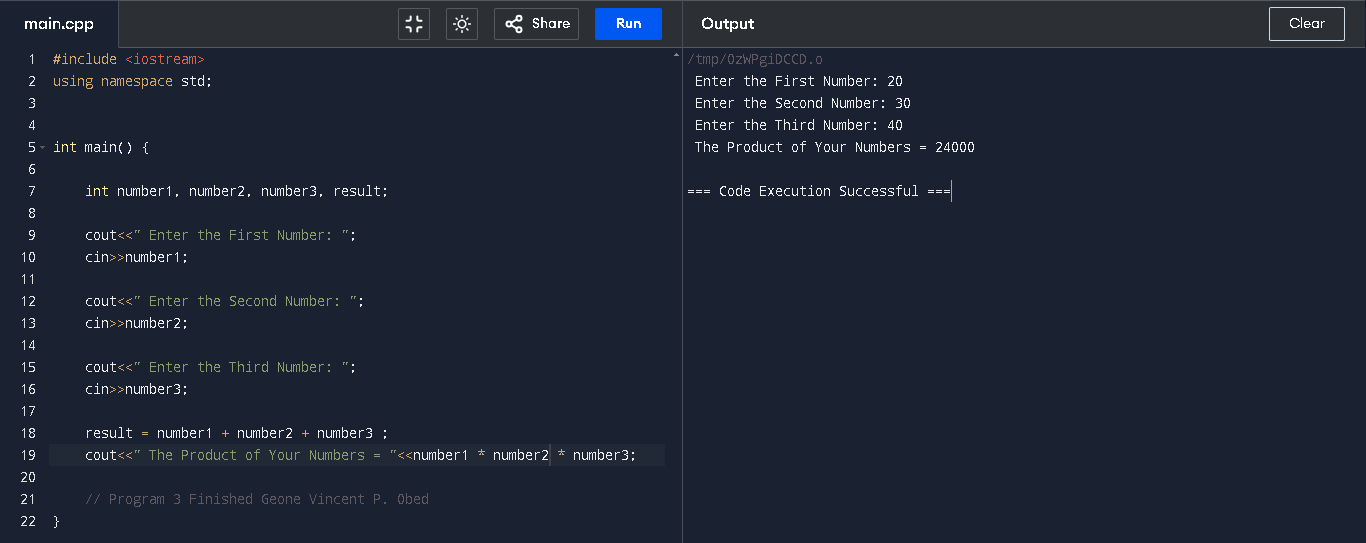 main.cpp Share Run Output Clear
1 #include <iostream>
2 using namespace std;
3
4
5 int main() {
6
7 int number1, number2, number3, result;
8
9 cout<<" Enter the First Number: ";
10 cin>>number1;
11
12 cout<<" Enter the Second Number: ";
13 cin>>number2;
14
15 cout<<" Enter the Third Number: ";
16 cin>>number3;
17
18 result = number1 + number2 + number3 ;
19 cout<<" The Product of Your Numbers = "<<number1 * number2 * number3;
20
21 // Program 3 Finished Geone Vincent P. Obed
22 }
/tmp/OzWPgiDCCD.o
Enter the First Number: 20
Enter the Second Number: 30
Enter the Third Number: 40
The Product of Your Numbers = 24000
=== Code Execution Successful ===